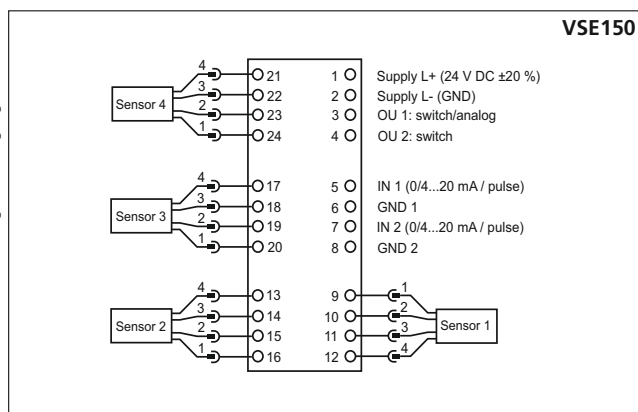 VSE150
4 21 1 Supply L+ (24 V DC ±20 %)
3 22 2 Supply L- (GND)
Sensor 4
2 23 3 OU 1: switch/analog
1 24 4 OU 2: switch
4 17 5 IN 1 (0/4...20 mA / pulse)
3 18 6 GND 1
Sensor 3
2 19 7 IN 2 (0/4...20 mA / pulse)
1 20 8 GND 2
4 13 9 1
3 14 10 2
Sensor 2 Sensor 1
2 15 11 3
1 16 12 4